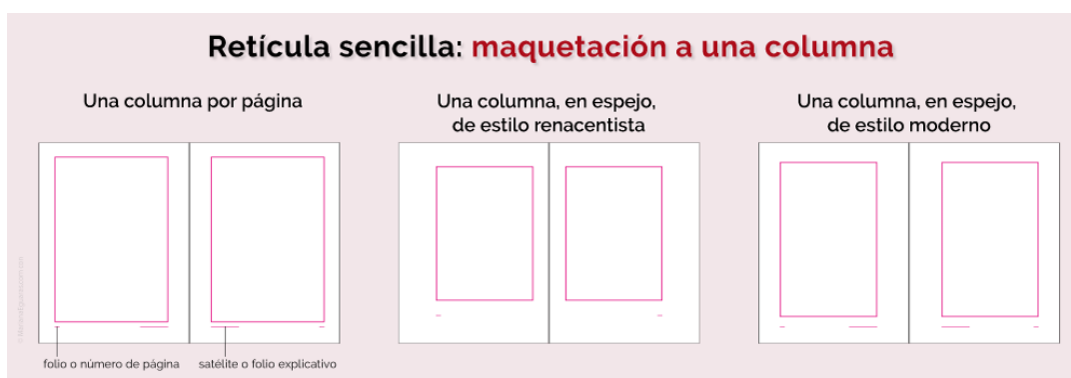 Retícula sencilla: maquetación a una columna
Una columna por página
Una columna, en espejo,
de estilo renacentista
Una columna, en espejo,
de estilo moderno
folio o número de página
satélite o folio explicativo